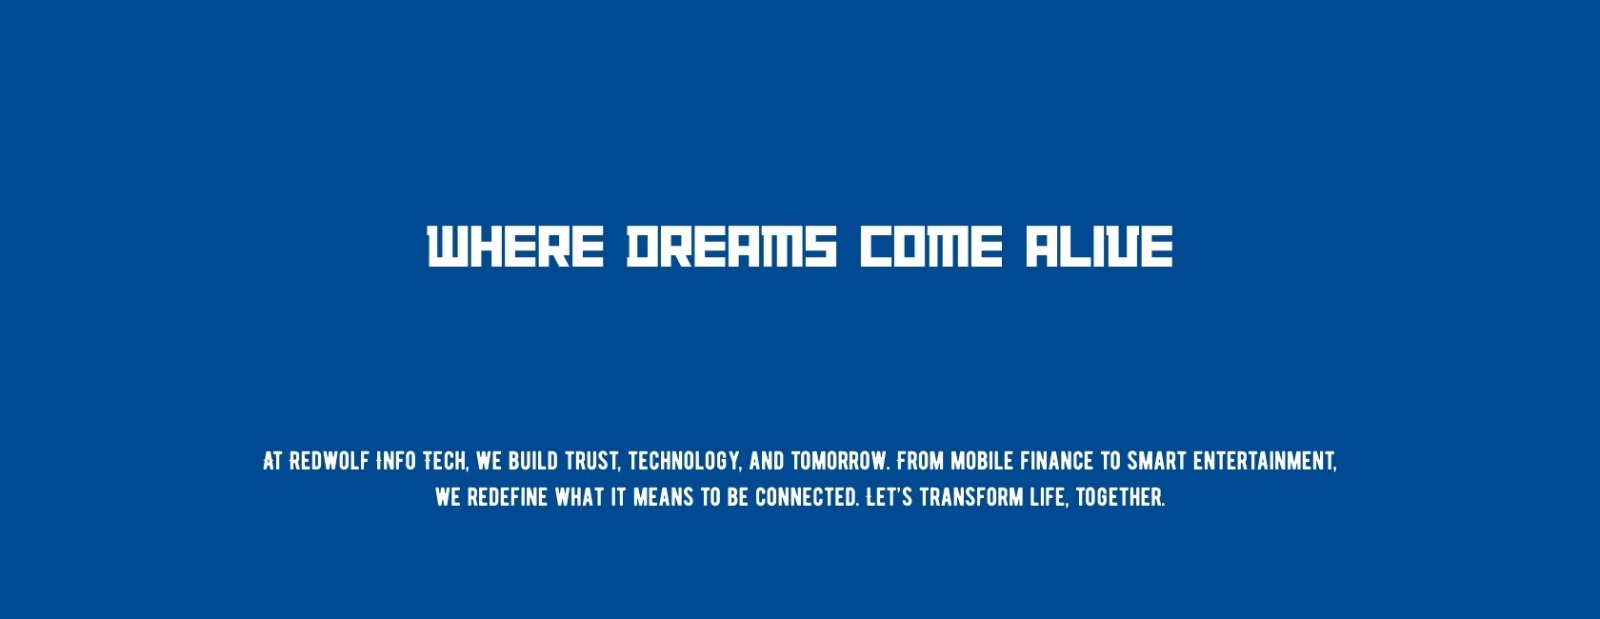 WHERE DREAMS COME ALIVE
AT REDWOLF INFO TECH, WE BUILD TRUST, TECHNOLOGY, AND TOMORROW. FROM MOBILE FINANCE TO SMART ENTERTAINMENT,
WE REDEFINE WHAT IT MEANS TO BE CONNECTED. LET'S TRANSFORM LIFE, TOGETHER.